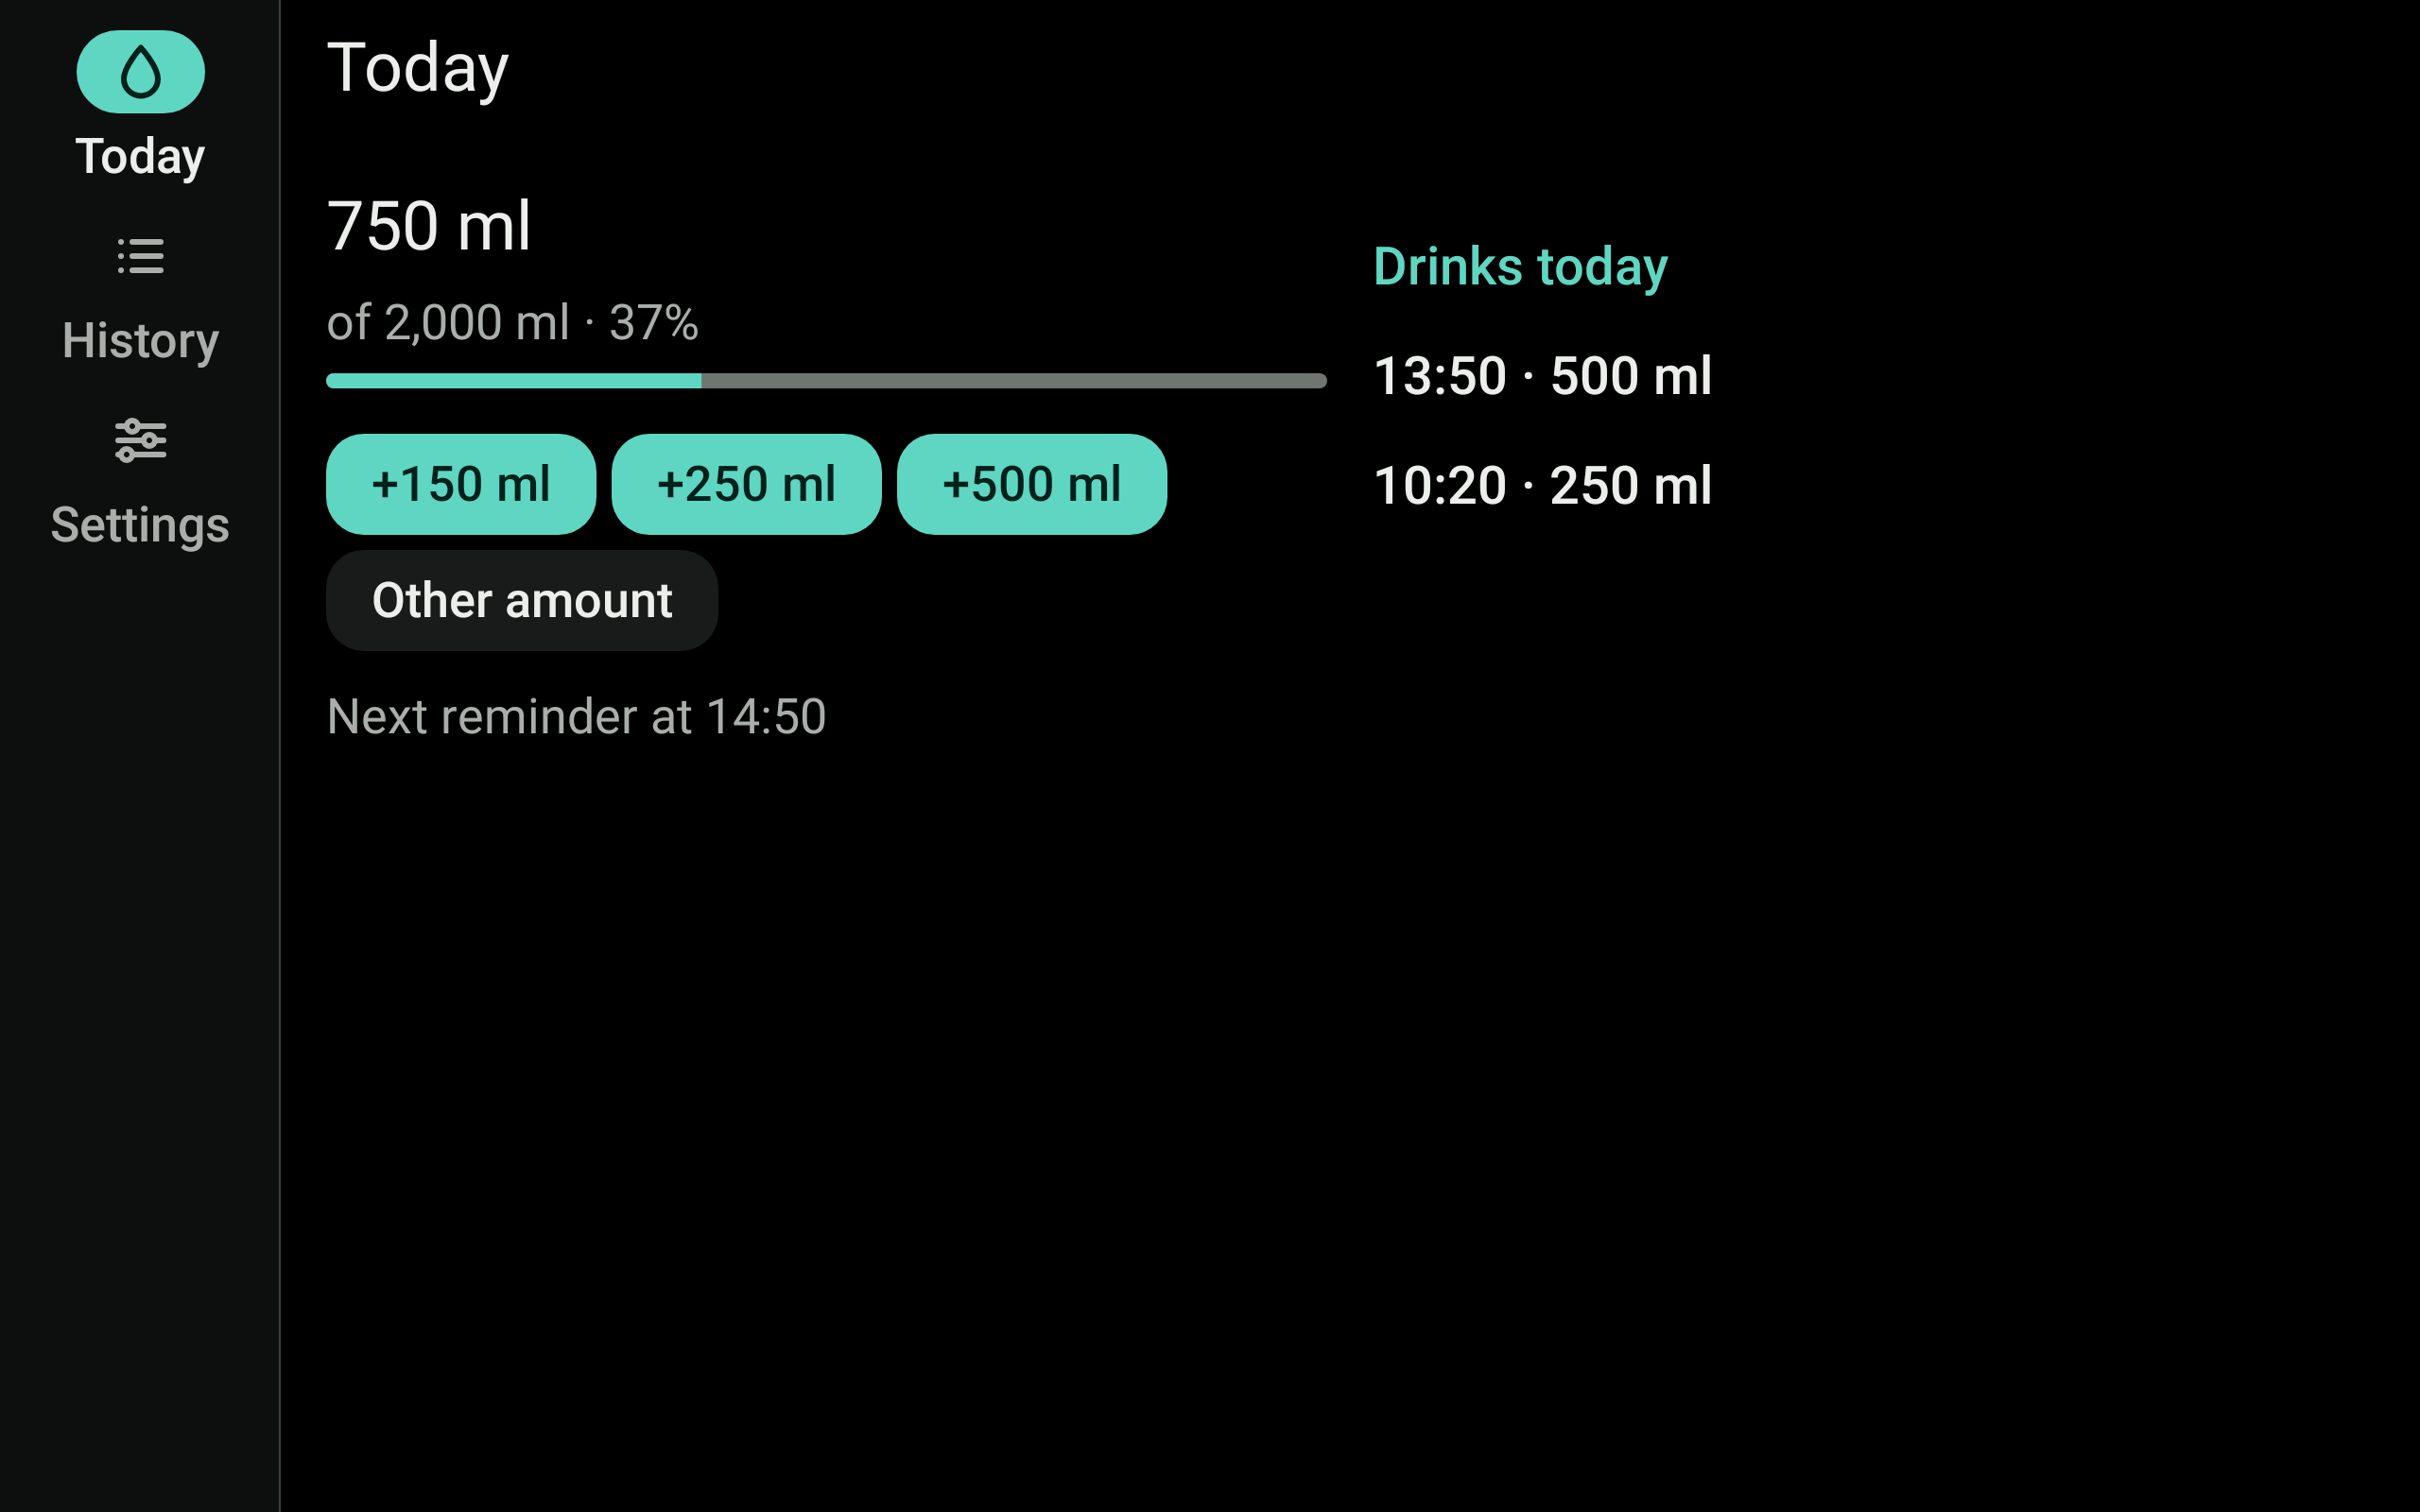 Today
History
Settings
Today
750 ml
of 2,000 ml · 37%
+150 ml
+250 ml
+500 ml
Other amount
Next reminder at 14:50
Drinks today
13:50 · 500 ml
10:20 · 250 ml